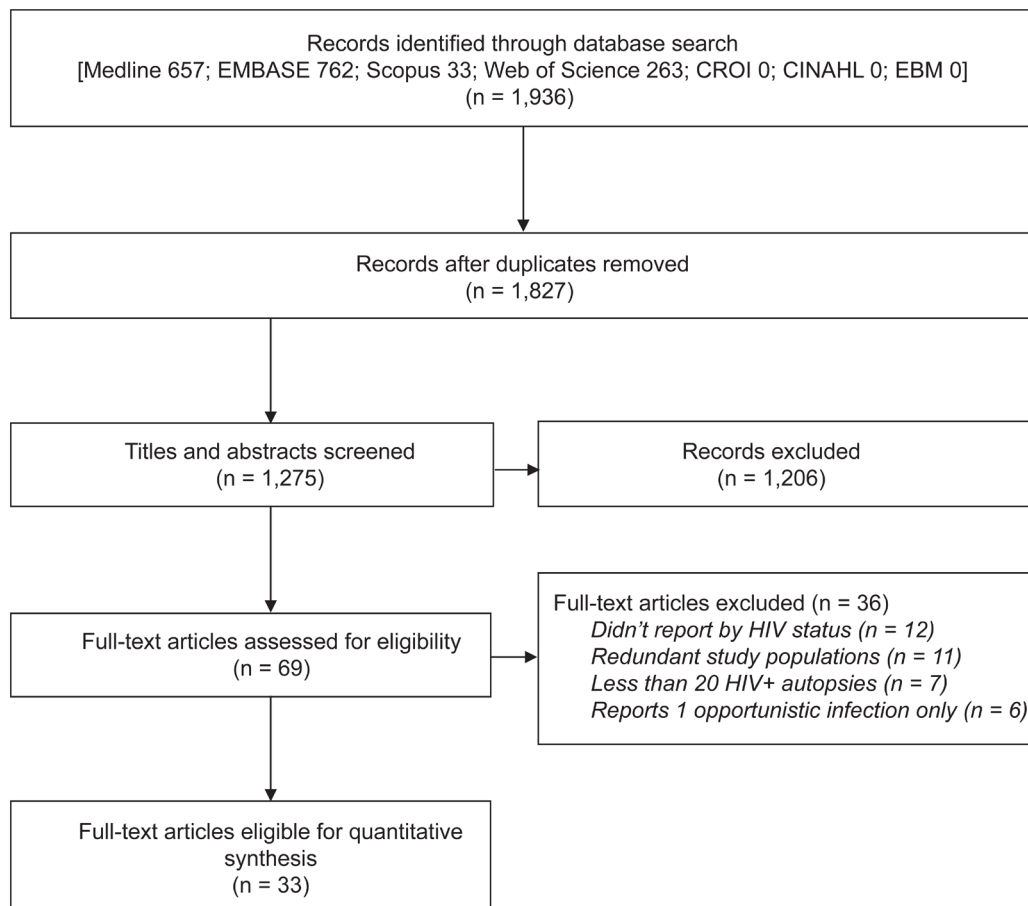 Records identified through database search
[Medline 657; EMBASE 762; Scopus 33; Web of Science 263; CROI 0; CINAHL 0; EBM 0]
(n = 1,936)
Records after duplicates removed
(n = 1,827)
Titles and abstracts screened
(n = 1,275)
Records excluded
(n = 1,206)
Full-text articles assessed for eligibility
(n = 69)
Full-text articles excluded (n = 36)
Didn’t report by HIV status (n = 12)
Redundant study populations (n = 11)
Less than 20 HIV+ autopsies (n = 7)
Reports 1 opportunistic infection only (n = 6)
Full-text articles eligible for quantitative
synthesis
(n = 33)